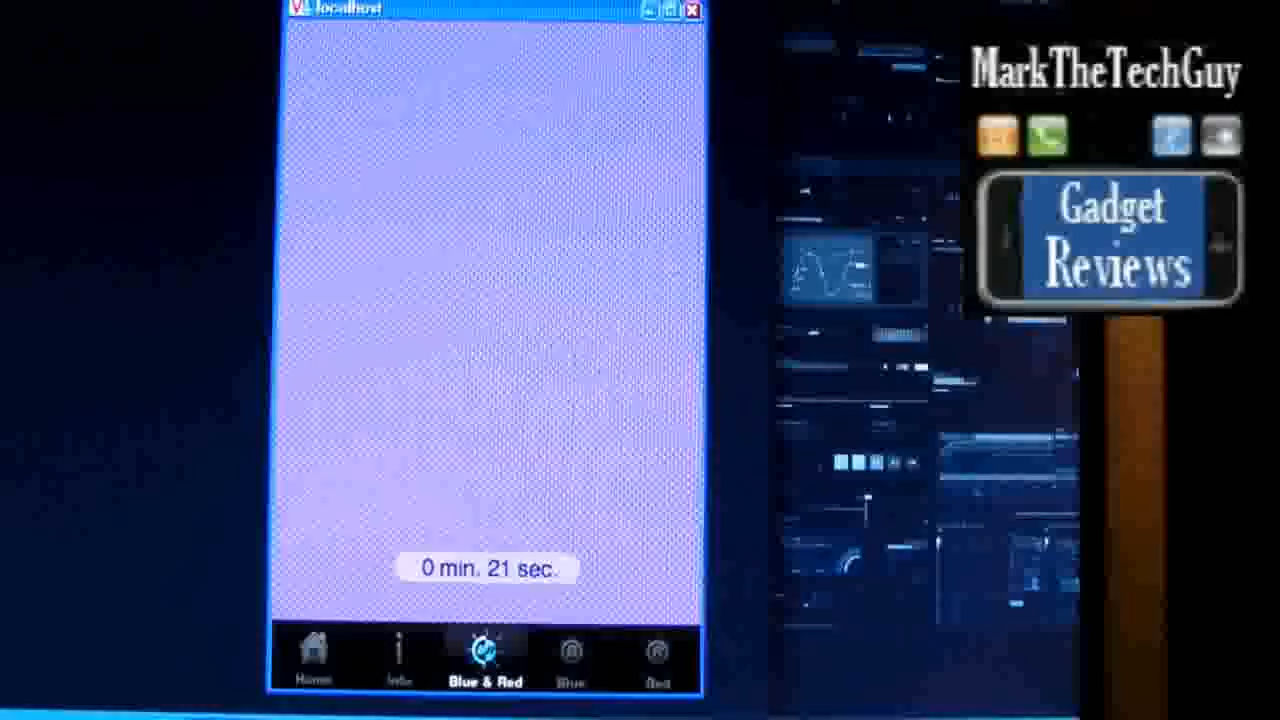 localhost
MarkTheTechGuy
Gadget
Reviews
0 min. 21 sec.
Home
Info
Blue & Red
Blue
Red